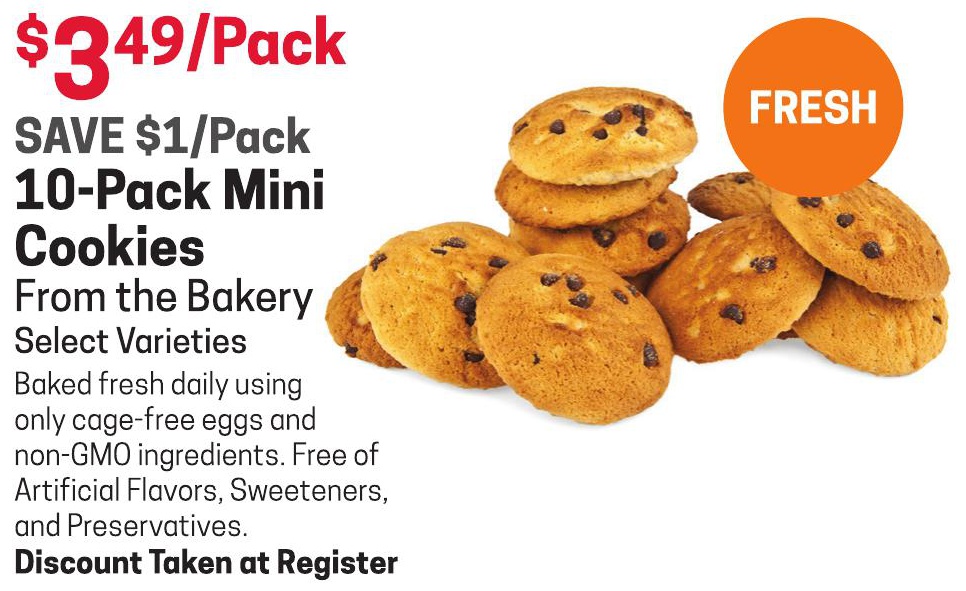 $3.49/Pack
SAVE $1/Pack
10-Pack Mini
Cookies
From the Bakery
Select Varieties
Baked fresh daily using
only cage-free eggs and
non-GMO ingredients. Free of
Artificial Flavors, Sweeteners,
and Preservatives.
Discount Taken at Register
FRESH